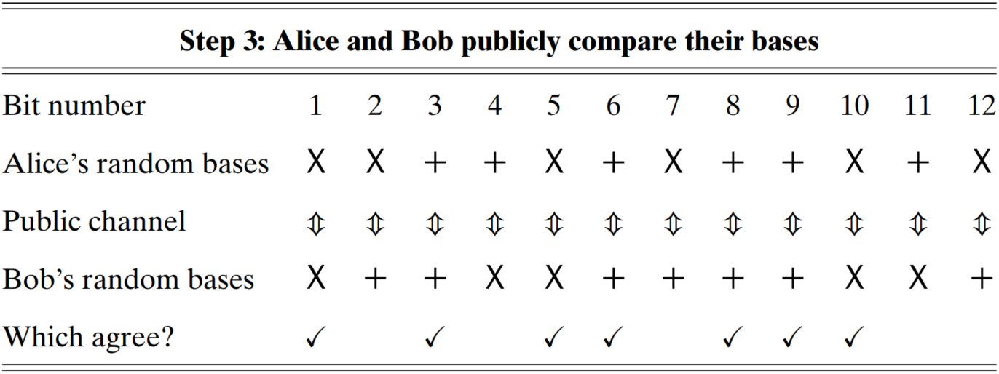 Step 3: Alice and Bob publicly compare their bases
Bit number 1 2 3 4 5 6 7 8 9 10 11 12
Alice’s random bases X X + + X + X + + X + X
Public channel ⇕ ⇕ ⇕ ⇕ ⇕ ⇕ ⇕ ⇕ ⇕ ⇕ ⇕ ⇕
Bob’s random bases X + + X X + + + + X X +
Which agree? ✓ ✓ ✓ ✓ ✓ ✓ ✓